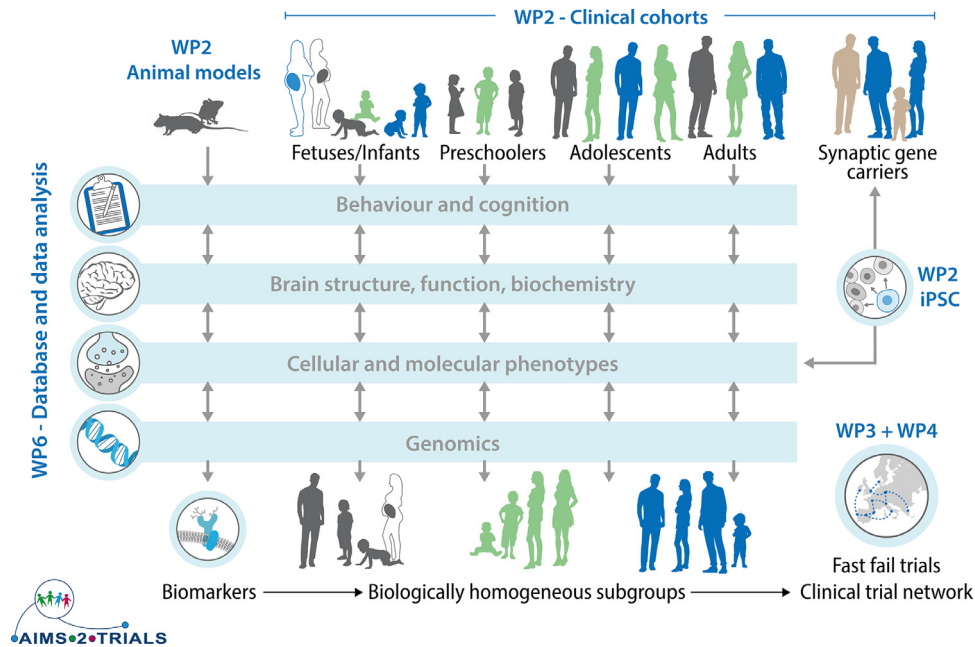 WP2 - Clinical cohorts
WP2
Animal models
Fetuses/Infants
Preschoolers
Adolescents
Adults
Synaptic gene
carriers
WP6 - Database and data analysis
Behaviour and cognition
Brain structure, function, biochemistry
WP2
iPSC
Cellular and molecular phenotypes
Genomics
WP3 + WP4
Biomarkers
Biologically homogeneous subgroups
Fast fail trials
Clinical trial network
AIMS•2•TRIALS